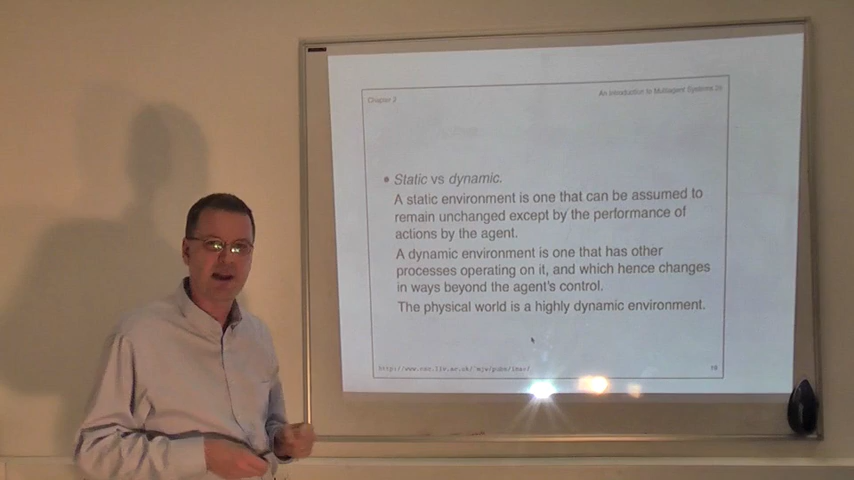 Chapter 2
An Introduction to Multiagent Systems
• Static vs dynamic.
A static environment is one that can be assumed to
remain unchanged except by the performance of
actions by the agent.
A dynamic environment is one that has other
processes operating on it, and which hence changes
in ways beyond the agent's control.
The physical world is a highly dynamic environment.